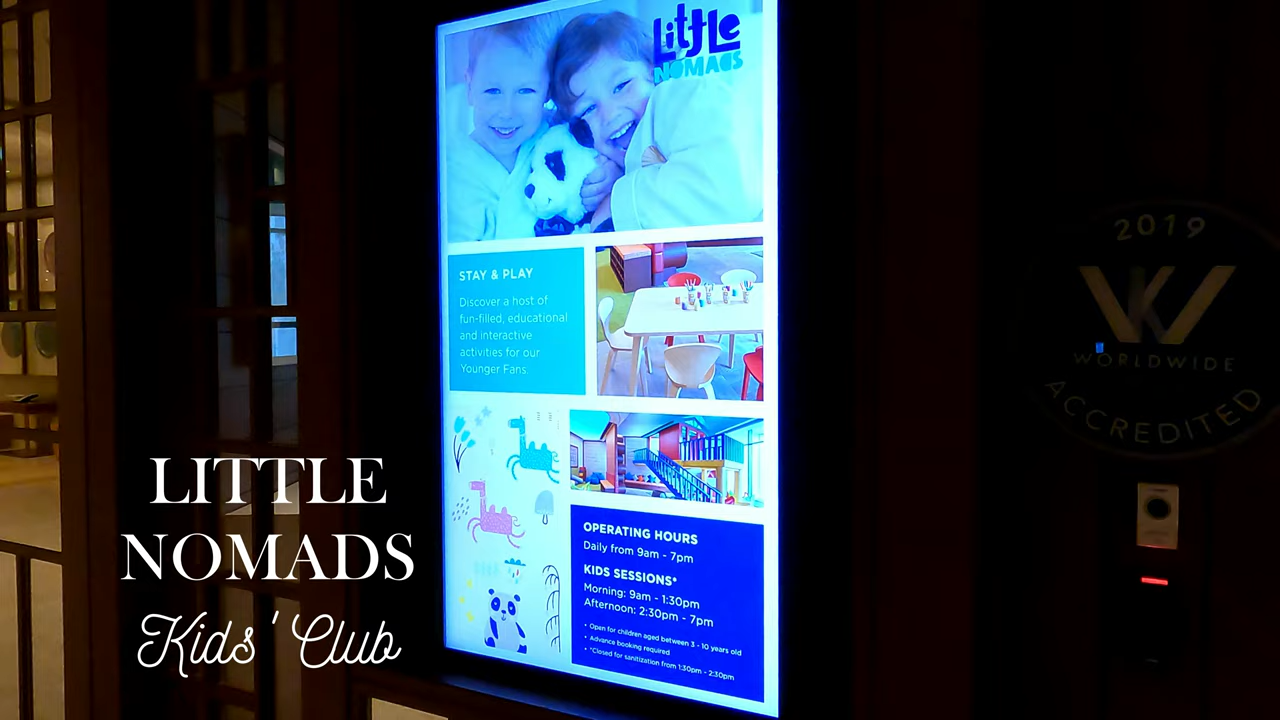 LittLe
NOMADS
STAY & PLAY
Discover a host of
fun-filled, educational
and interactive
activities for our
Younger Fans.
OPERATING HOURS
Daily from 9am - 7pm
KIDS SESSIONS*
Morning: 9am - 1:30pm
Afternoon: 2:30pm - 7pm
• Open for children aged between 3 - 10 years old
• Advance booking required
• *Closed for sanitization from 1:30pm - 2:30pm
LITTLE
NOMADS
Kids' Club
2019
WK
WORLDWIDE
ACCREDITED